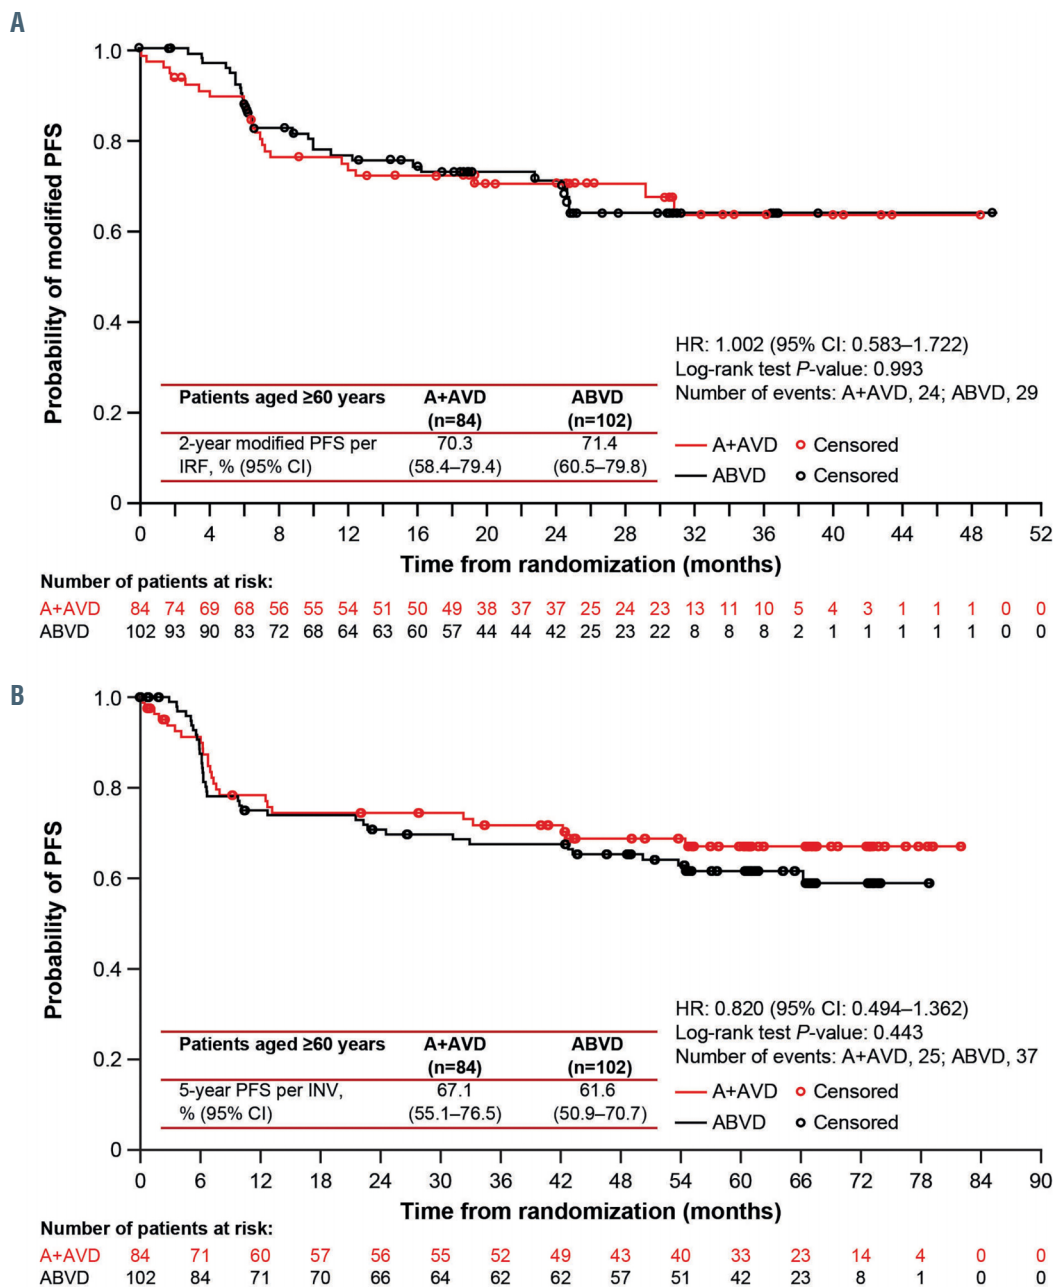 A
Probability of modified PFS
1.0
0.8
0.6
0.4
0.2
0
HR: 1.002 (95% CI: 0.583–1.722)
Log-rank test P-value: 0.993
Number of events: A+AVD, 24; ABVD, 29
Patients aged ≥60 years A+AVD (n=84) ABVD (n=102)
2-year modified PFS per IRF, % (95% CI) 70.3 (58.4–79.4) 71.4 (60.5–79.8)
A+AVD Censored
ABVD Censored
0 4 8 12 16 20 24 28 32 36 40 44 48 52
Time from randomization (months)
Number of patients at risk:
A+AVD 84 74 69 68 56 55 54 51 50 49 38 37 37 25 24 23 13 11 10 5 4 3 1 1 1 0 0
ABVD 102 93 90 83 72 68 64 63 60 57 44 44 42 25 23 22 8 8 8 2 1 1 1 1 1 0 0
B
Probability of PFS
1.0
0.8
0.6
0.4
0.2
0
HR: 0.820 (95% CI: 0.494–1.362)
Log-rank test P-value: 0.443
Number of events: A+AVD, 25; ABVD, 37
Patients aged ≥60 years A+AVD (n=84) ABVD (n=102)
5-year PFS per INV, % (95% CI) 67.1 (55.1–76.5) 61.6 (50.9–70.7)
A+AVD Censored
ABVD Censored
0 6 12 18 24 30 36 42 48 54 60 66 72 78 84 90
Time from randomization (months)
Number of patients at risk:
A+AVD 84 71 60 57 56 55 52 49 43 40 33 23 14 4 0 0
ABVD 102 84 71 70 66 64 62 62 57 51 42 23 8 1 0 0